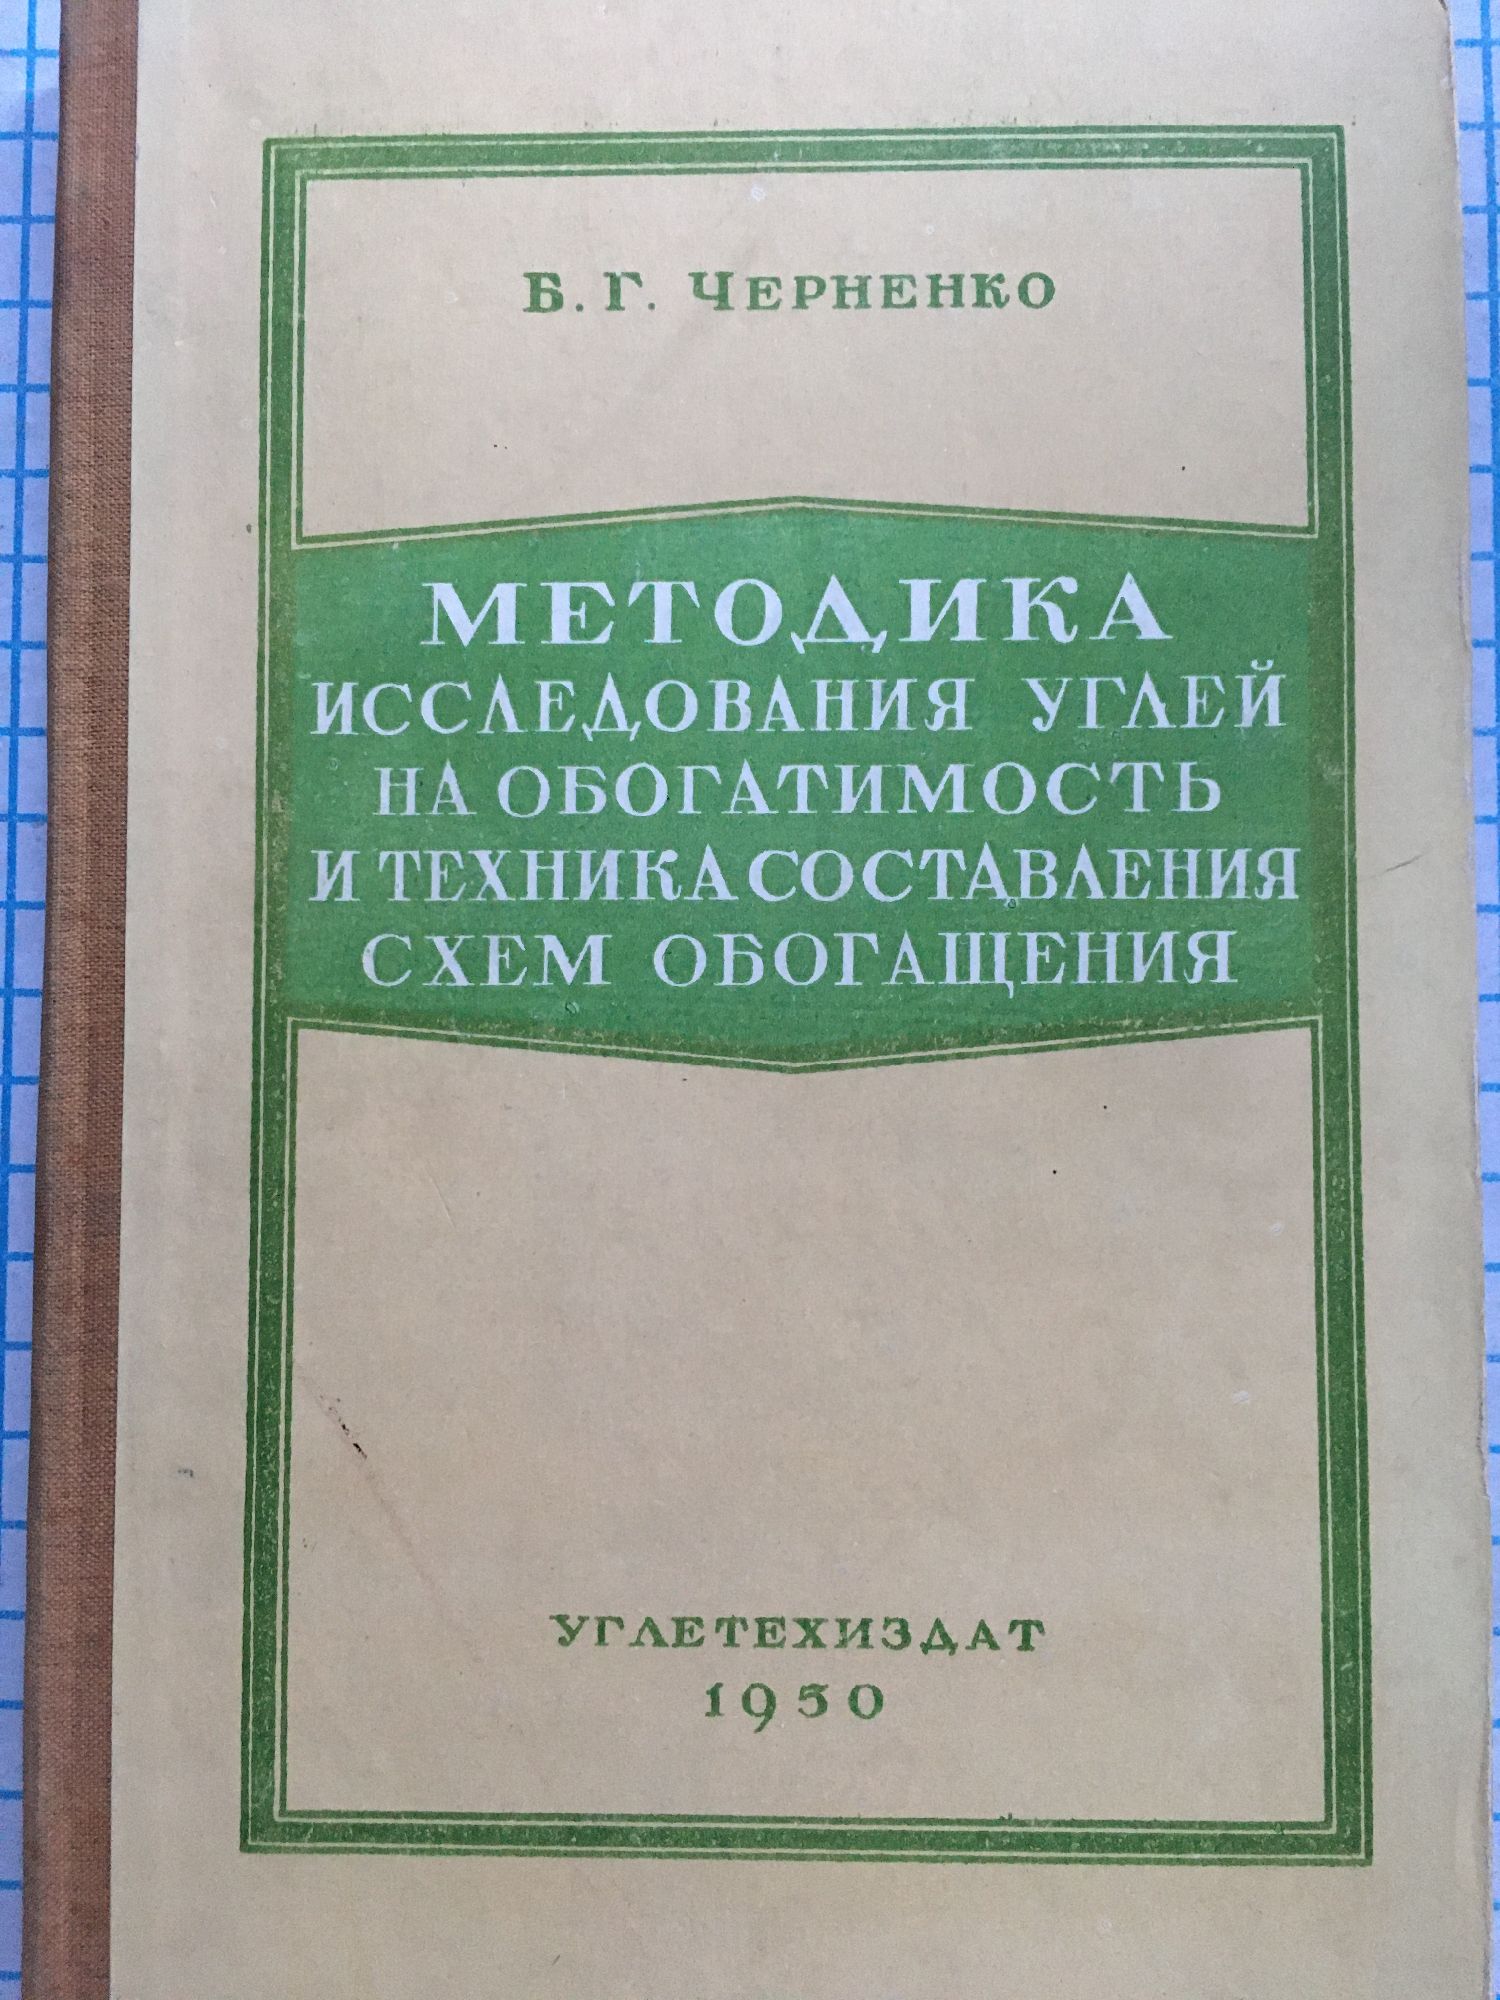 Б. Г. ЧЕРНЕНКО
МЕТОДИКА
ИССЛЕДОВАНИЯ УГЛЕЙ
НА ОБОГАТИМОСТЬ
И ТЕХНИКА СОСТАВЛЕНИЯ
СХЕМ ОБОГАЩЕНИЯ
УГЛЕТЕХИЗДАТ
1950